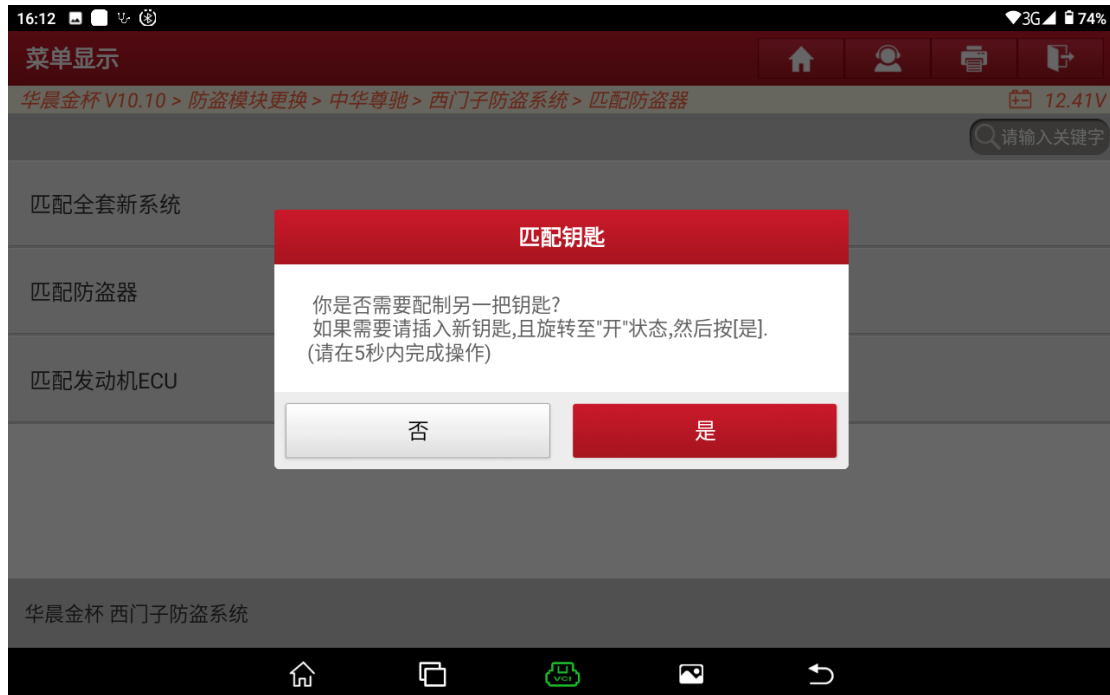 16:12
3G 74%
菜单显示
华晨金杯 V10.10 > 防盗模块更换 > 中华尊驰 > 西门子防盗系统 > 匹配防盗器
12.41V
请输入关键字
匹配全套新系统
匹配防盗器
匹配发动机ECU
匹配钥匙
你是否需要配制另一把钥匙?
如果需要请插入新钥匙,且旋转至"开"状态,然后按[是].
(请在5秒内完成操作)
否
是
华晨金杯 西门子防盗系统
VCI